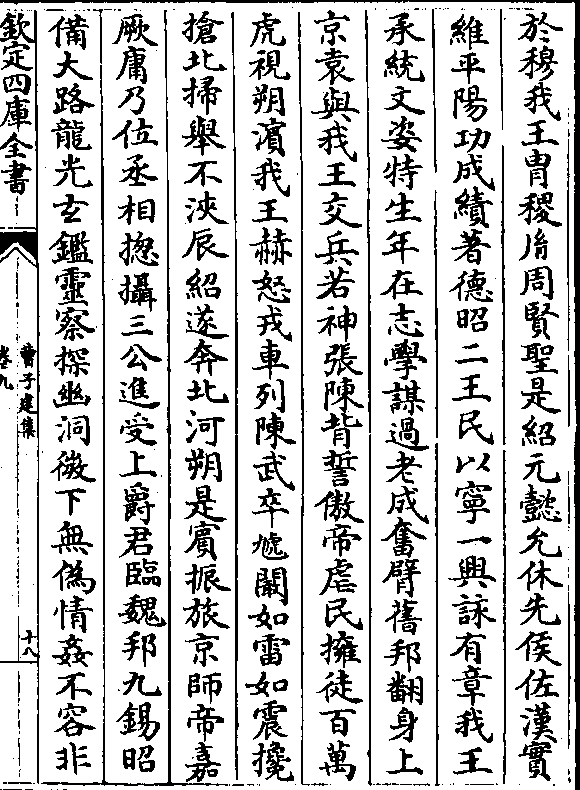 於穆我王胄稷胤周賢聖是紹元懿允休先侯佐漢實
維平陽功成績著德昭二王民以寧一興詠有章我王
承統天姿特生年在志學謀過老成奮臂舊邦翻身上
京袁與我王交兵若神張陳背誓傲帝虐民擁徒百萬
虎視朔濱我王赫怒戎車列陳武卒虓闞如雷如震攙
搶北掃舉不浹辰紹遂奔北河朔是賓振旅京師帝嘉
厥庸乃位丞相揔攝三公進受上爵君臨魏邦九錫昭
備大路龍光玄鑑靈察探幽洞微下無偽情姦不容非
欽定四庫全書
曹子建集
卷九
十八